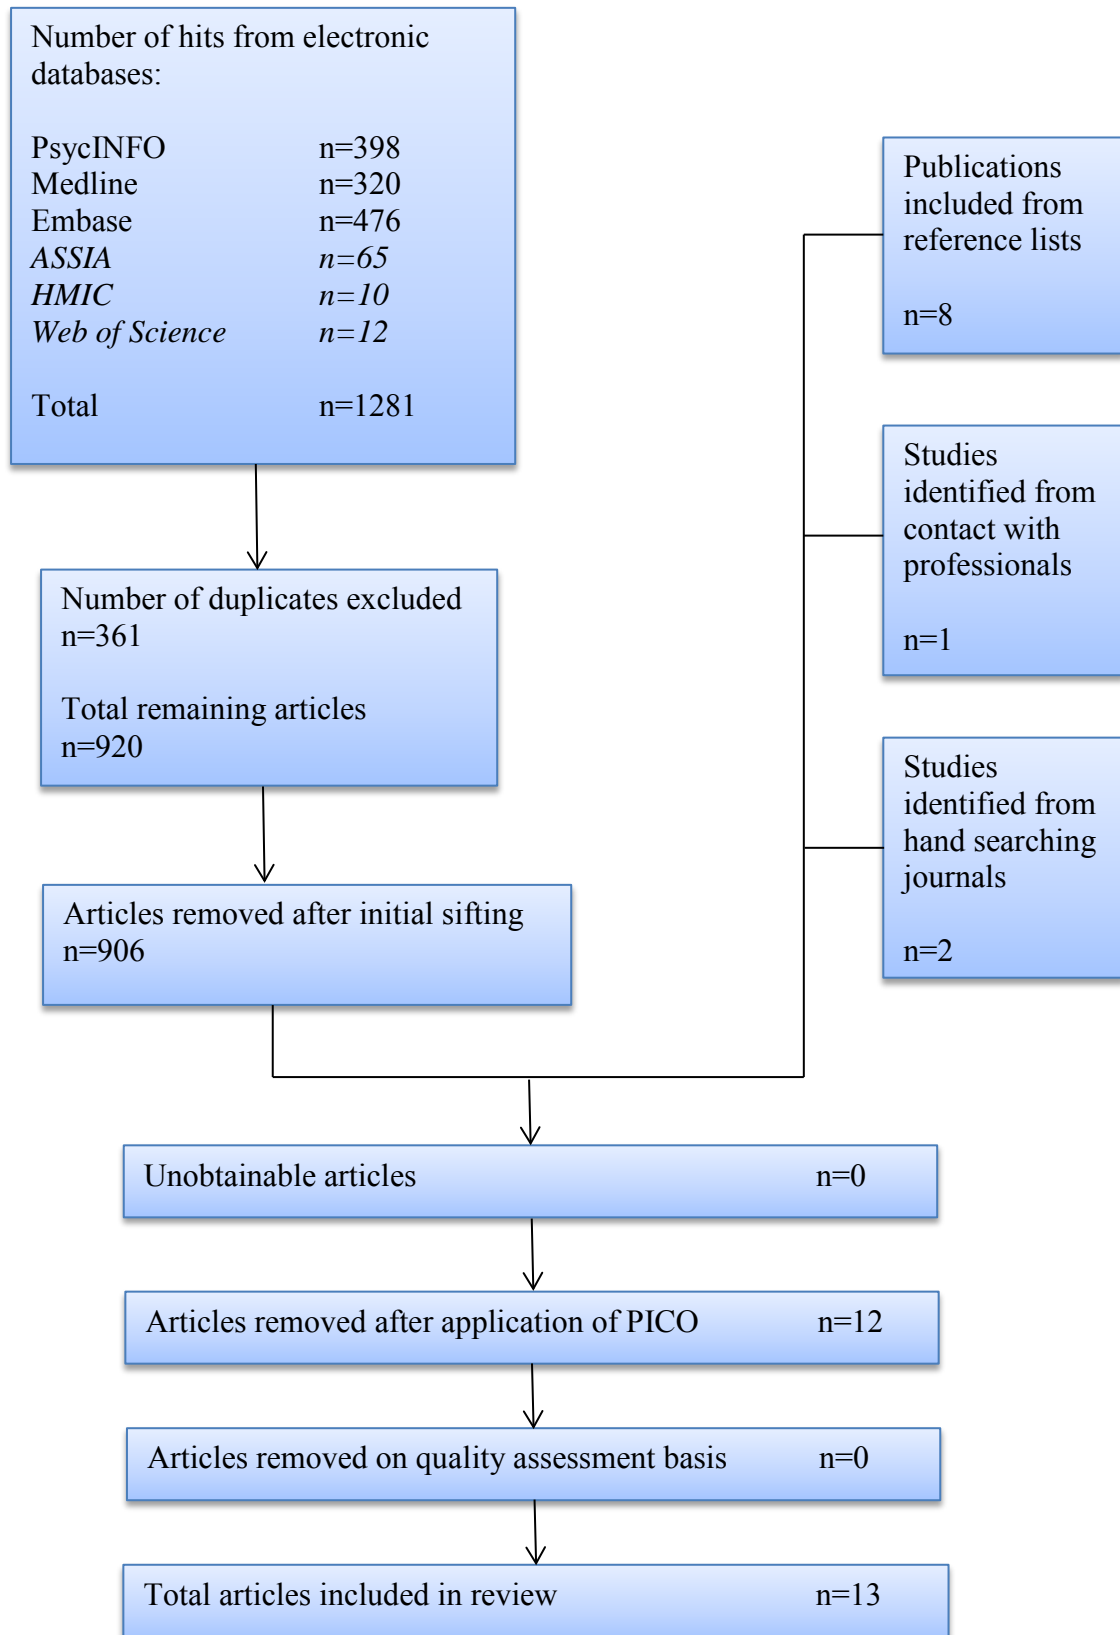 Number of hits from electronic
databases:
PsycINFO n=398
Medline n=320
Embase n=476
ASSIA n=65
HMIC n=10
Web of Science n=12
Total n=1281
Number of duplicates excluded
n=361
Total remaining articles
n=920
Articles removed after initial sifting
n=906
Publications
included from
reference lists
n=8
Studies
identified from
contact with
professionals
n=1
Studies
identified from
hand searching
journals
n=2
Unobtainable articles n=0
Articles removed after application of PICO n=12
Articles removed on quality assessment basis n=0
Total articles included in review n=13